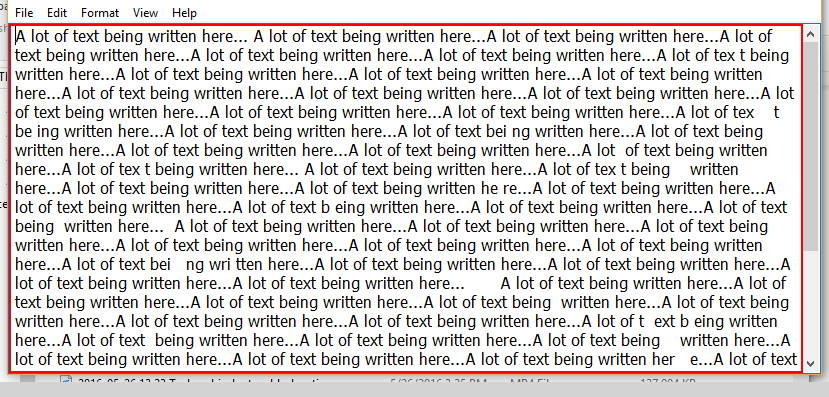 File Edit Format View Help
A lot of text being written here... A lot of text being written here...A lot of text being written here...A lot of
text being written here...A lot of text being written here...A lot of text being written here...A lot of tex t being
written here...A lot of text being written here...A lot of text being written here...A lot of text being written
here...A lot of text being written here...A lot of text being written here...A lot of text being written here...A lot
of text being written here...A lot of text being written here...A lot of text being written here...A lot of tex    t
be ing written here...A lot of text being written here...A lot of text bei ng written here...A lot of text being
written here...A lot of text being written here...A lot of text being written here...A lot  of text being written
here...A lot of tex t being written here... A lot of text being written here...A lot of tex t being    written
here...A lot of text being written here...A lot of text being written he re...A lot of text being written here...A
lot of text being written here...A lot of text b eing written here...A lot of text being written here...A lot of text
being  written here...  A lot of text being written here...A lot of text being written here...A lot of text being
written here...A lot of text being written here...A lot of text being written here...A lot of text being written
here...A lot of text bei   ng wri tten here...A lot of text being written here...A lot of text being written here...A
lot of text being written here...A lot of text being written here...       A lot of text being written here...A lot of
text being written here...A lot of text being written here...A lot of text being  written here...A lot of text being
written here...A lot of text being written here...A lot of text being written here...A lot of t  ext b eing written
here...A lot of text  being written here...A lot of text being written here...A lot of text being    written here...A
lot of text being written here...A lot of text being written here...A lot of text being written her   e...A lot of text